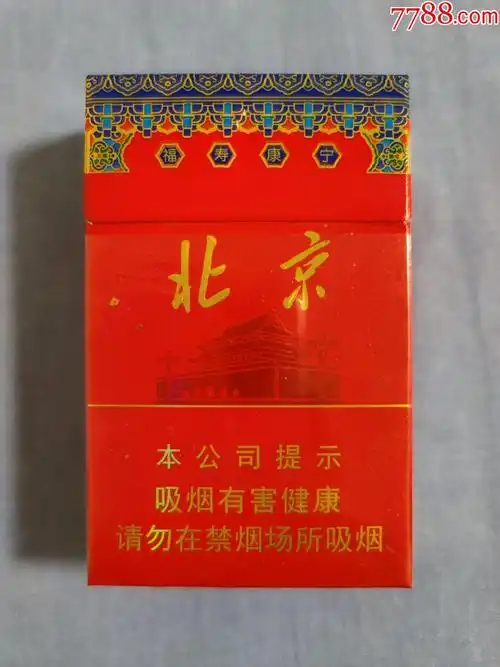 7788.com
福寿康宁
北京
本公司提示
吸烟有害健康
请勿在禁烟场所吸烟